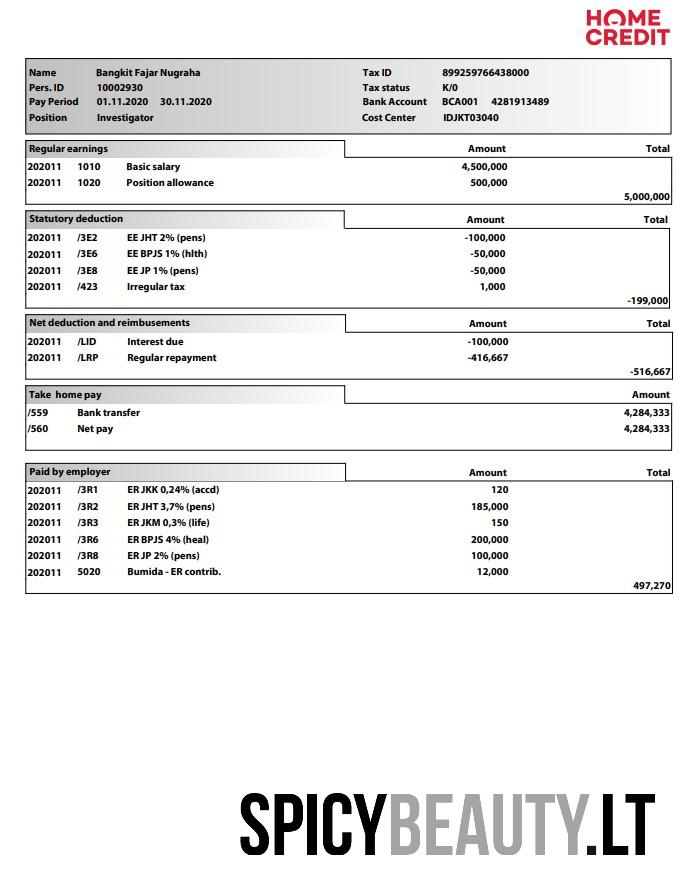 HOME
CREDIT
Name Bangkit Fajar Nugraha Tax ID 899259766438000
Pers. ID 10002930 Tax status K/0
Pay Period 01.11.2020 30.11.2020 Bank Account BCA001 4281913489
Position Investigator Cost Center IDJKT03040
Regular earnings Amount Total
202011 1010 Basic salary 4,500,000
202011 1020 Position allowance 500,000
5,000,000
Statutory deduction Amount Total
202011 /3E2 EE JHT 2% (pens) -100,000
202011 /3E6 EE BPJS 1% (hlth) -50,000
202011 /3E8 EE JP 1% (pens) -50,000
202011 /423 Irregular tax 1,000
-199,000
Net deduction and reimbusements Amount Total
202011 /LID Interest due -100,000
202011 /LRP Regular repayment -416,667
-516,667
Take home pay Amount
/559 Bank transfer 4,284,333
/560 Net pay 4,284,333
Paid by employer Amount Total
202011 /3R1 ER JKK 0,24% (accd) 120
202011 /3R2 ER JHT 3,7% (pens) 185,000
202011 /3R3 ER JKM 0,3% (life) 150
202011 /3R6 ER BPJS 4% (heal) 200,000
202011 /3R8 ER JP 2% (pens) 100,000
202011 5020 Bumida - ER contrib. 12,000
497,270
SPICYBEAUTY.LT